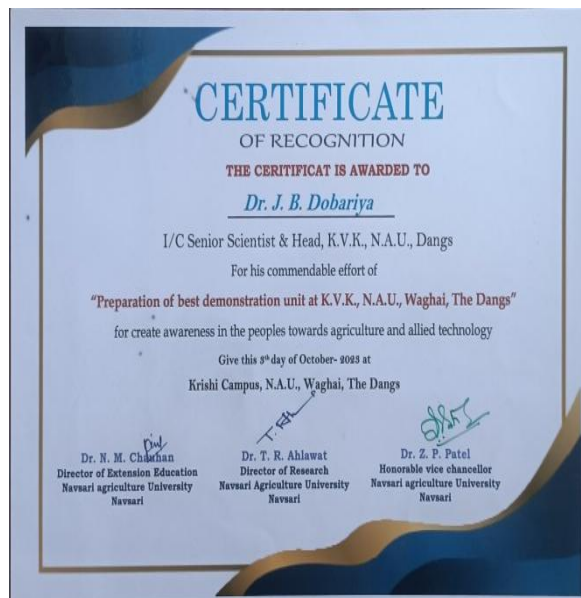 CERTIFICATE
OF RECOGNITION
THE CERITIFICAT IS AWARDED TO
Dr. J. B. Dobariya
I/C Senior Scientist & Head, K.V.K., N.A.U., Dangs
For his commendable effort of
“Preparation of best demonstration unit at K.V.K., N.A.U., Waghai, The Dangs”
for create awareness in the peoples towards agriculture and allied technology
Give this 3th day of October- 2023 at
Krishi Campus, N.A.U., Waghai, The Dangs
Dr. N. M. Chauhan
Director of Extension Education
Navsari agriculture University
Navsari
Dr. T. R. Ahlawat
Director of Research
Navsari Agriculture University
Navsari
Dr. Z. P. Patel
Honorable vice chancellor
Navsari agriculture University
Navsari